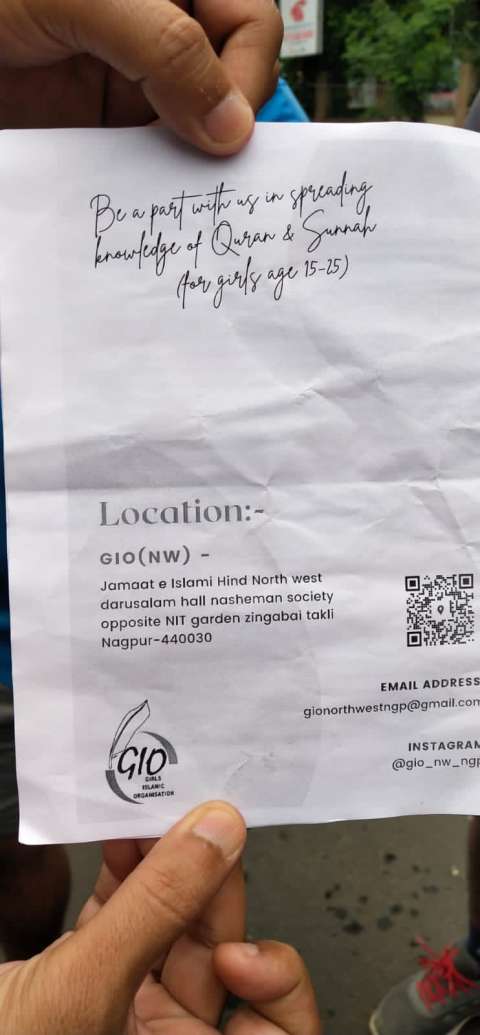 Be a part with us in spreading
knowledge of Quran & Sunnah
(for girls age 15-25)
Location:-
GIO(NW) -
Jamaat e Islami Hind North west
darusalam hall nasheman society
opposite NIT garden zingabai takli
Nagpur-440030
EMAIL ADDRESS
gionorthwestngp@gmail.com
INSTAGRAM
@gio_nw_ngp
GIO
GIRLS
ISLAMIC
ORGANISATION